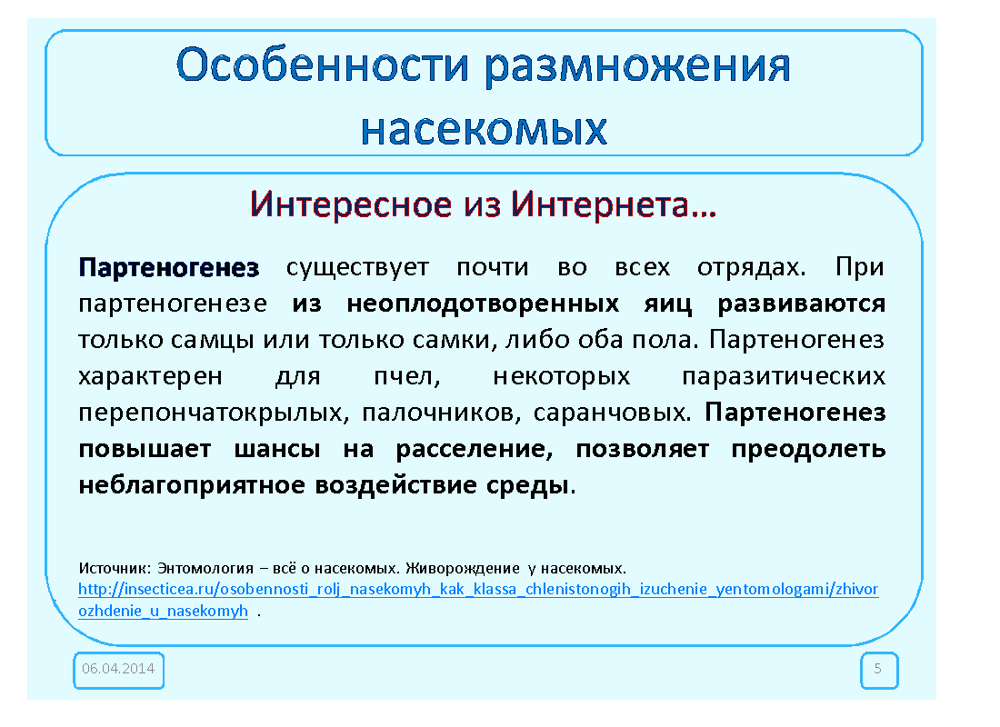 Особенности размножения
насекомых
Интересное из Интернета...
Партеногенез существует почти во всех отрядах. При
партеногенезе из неоплодотворенных яиц развиваются
только самцы или только самки, либо оба пола. Партеногенез
характерен для пчел, некоторых паразитических
перепончатокрылых, палочников, саранчовых. Партеногенез
повышает шансы на расселение, позволяет преодолеть
неблагоприятное воздействие среды.
Источник: Энтомология – всё о насекомых. Живорождение у насекомых.
http://insecticea.ru/osobennosti_rolj_nasekomyh_kak_klassa_chlenistonogih_izuchenie_yentomologami/zhivor
ozhdenie_u_nasekomyh .
06.04.2014
5